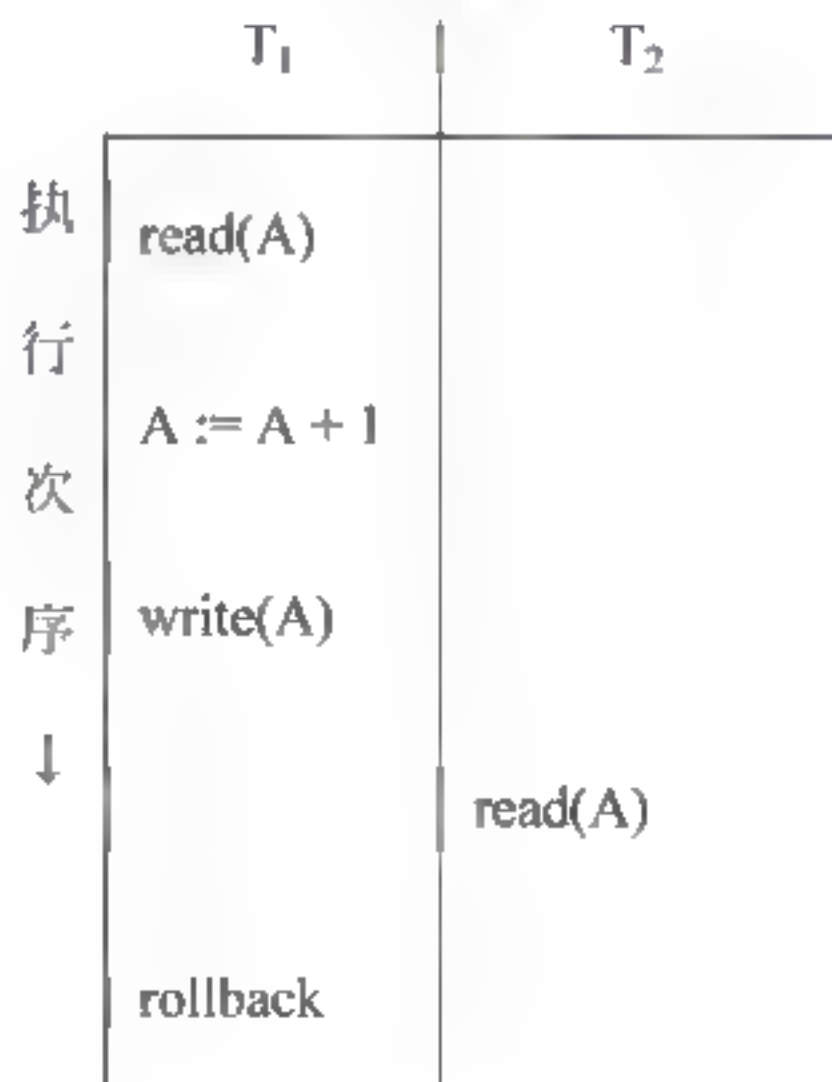 T₁ T₂
执行次序↓
read(A)
A := A + 1
write(A)
read(A)
rollback